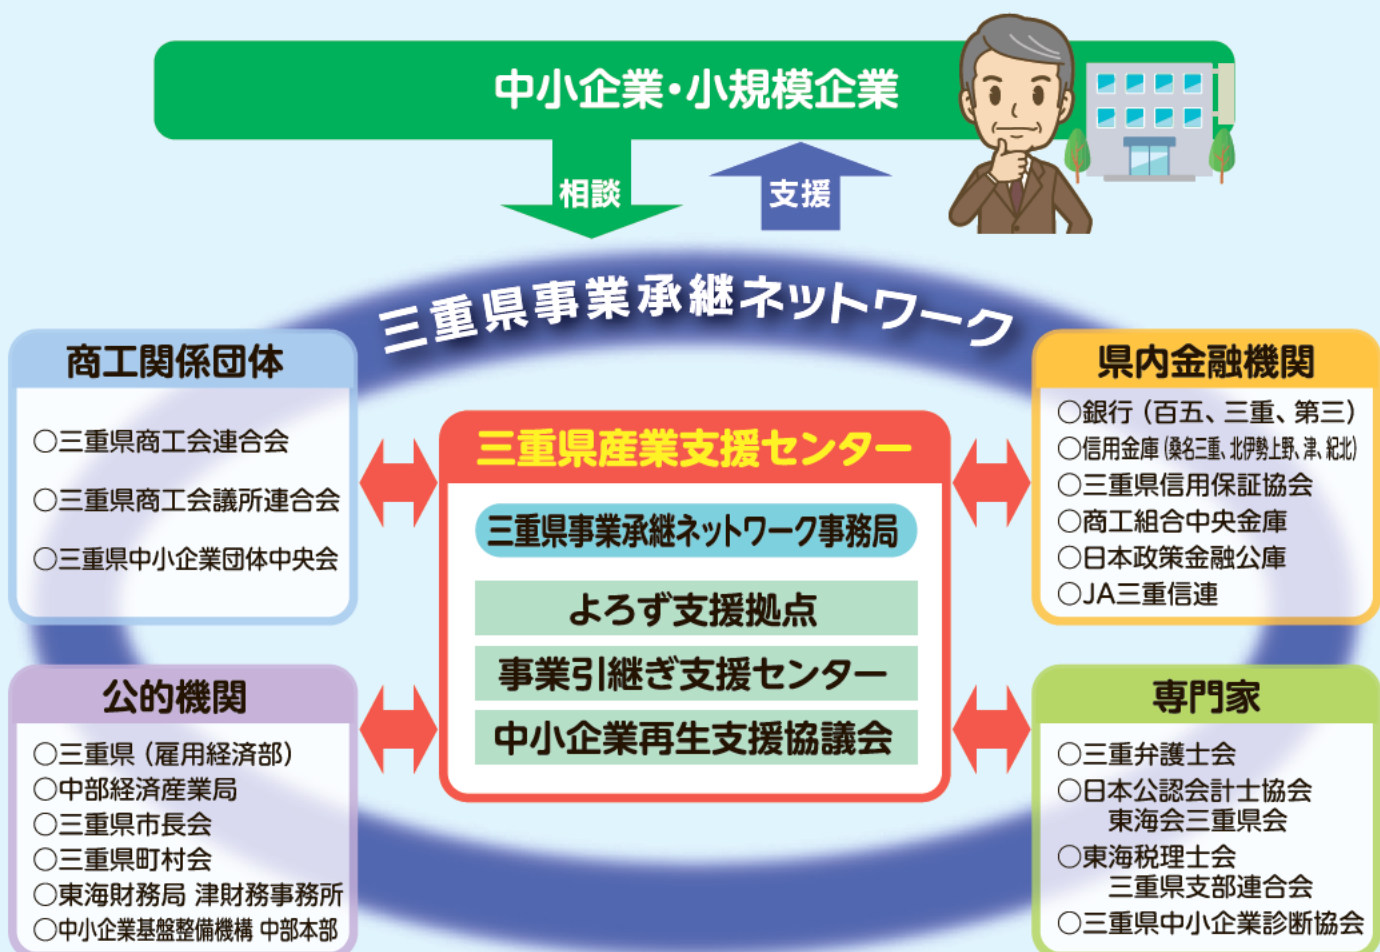 中小企業・小規模企業
相談
支援
三重県事業承継ネットワーク
商工関係団体
○三重県商工会連合会
○三重県商工会議所連合会
○三重県中小企業団体中央会
県内金融機関
○銀行（百五、三重、第三）
○信用金庫（桑名三重、北伊勢上野、津、紀北）
○三重県信用保証協会
○商工組合中央金庫
○日本政策金融公庫
○JA三重信連
三重県産業支援センター
三重県事業承継ネットワーク事務局
よろず支援拠点
事業引継ぎ支援センター
中小企業再生支援協議会
公的機関
○三重県（雇用経済部）
○中部経済産業局
○三重県市長会
○三重県町村会
○東海財務局 津財務事務所
○中小企業基盤整備機構 中部本部
専門家
○三重弁護士会
○日本公認会計士協会
東海会三重県会
○東海税理士会
三重県支部連合会
○三重県中小企業診断協会